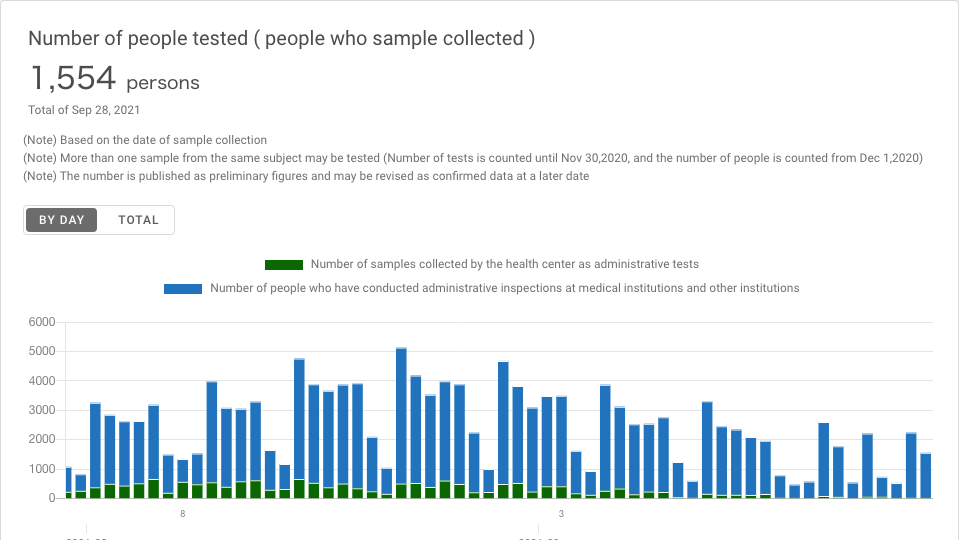 Number of people tested ( people who sample collected )
1,554 persons
Total of Sep 28, 2021
(Note) Based on the date of sample collection
(Note) More than one sample from the same subject may be tested (Number of tests is counted until Nov 30,2020, and the number of people is counted from Dec 1,2020)
(Note) The number is published as preliminary figures and may be revised as confirmed data at a later date
BY DAY TOTAL
Number of samples collected by the health center as administrative tests
Number of people who have conducted administrative inspections at medical institutions and other institutions
6000
5000
4000
3000
2000
1000
0
8 3